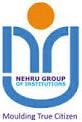 NEHRU GROUP
OF INSTITUTIONS
Moulding True Citizen